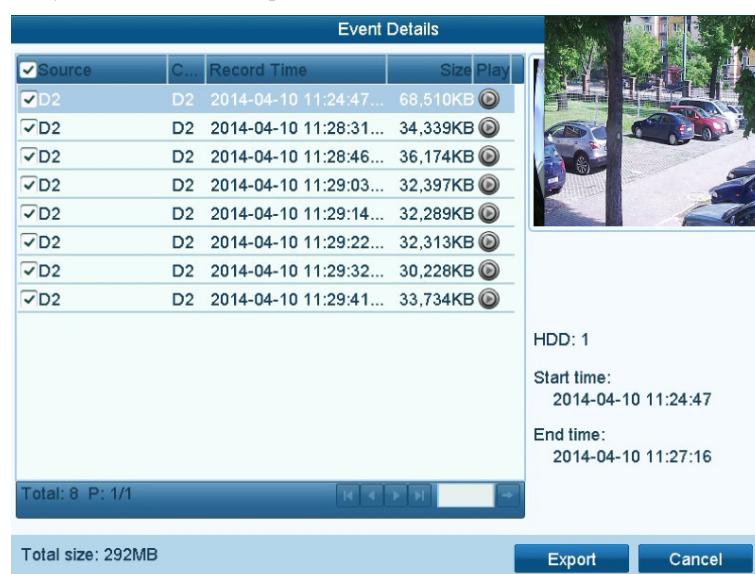 Event Details
Source C... Record Time Size Play
D2 D2 2014-04-10 11:24:47... 68,510KB
D2 D2 2014-04-10 11:28:31... 34,339KB
D2 D2 2014-04-10 11:28:46... 36,174KB
D2 D2 2014-04-10 11:29:03... 32,397KB
D2 D2 2014-04-10 11:29:14... 32,289KB
D2 D2 2014-04-10 11:29:22... 32,313KB
D2 D2 2014-04-10 11:29:32... 30,228KB
D2 D2 2014-04-10 11:29:41... 33,734KB
HDD: 1
Start time:
2014-04-10 11:24:47
End time:
2014-04-10 11:27:16
Total: 8 P: 1/1
Total size: 292MB
Export Cancel